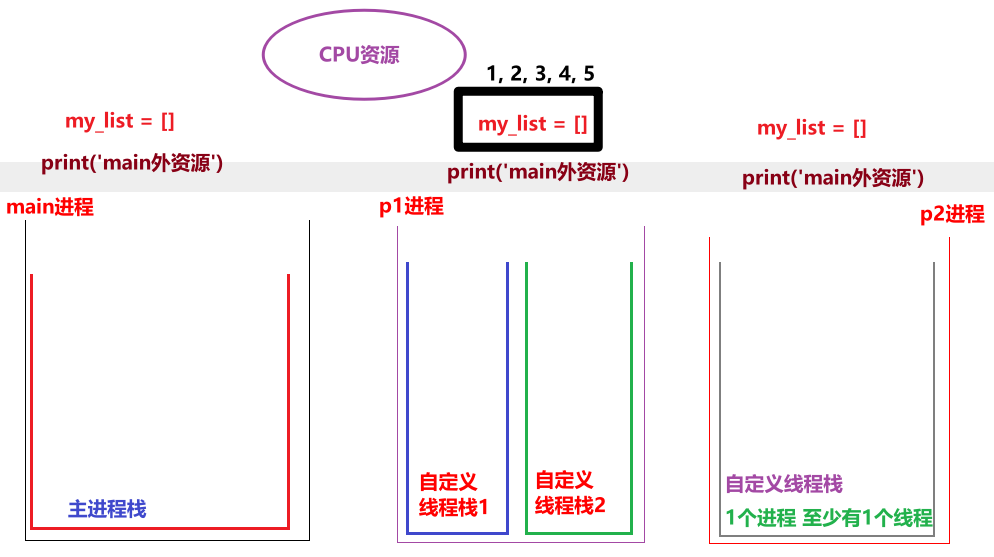 CPU资源
1, 2, 3, 4, 5
my_list = []
my_list = []
my_list = []
print('main外资源')
print('main外资源')
print('main外资源')
main进程
p1进程
p2进程
主进程栈
自定义
线程栈1
自定义
线程栈2
自定义线程栈
1个进程 至少有1个线程